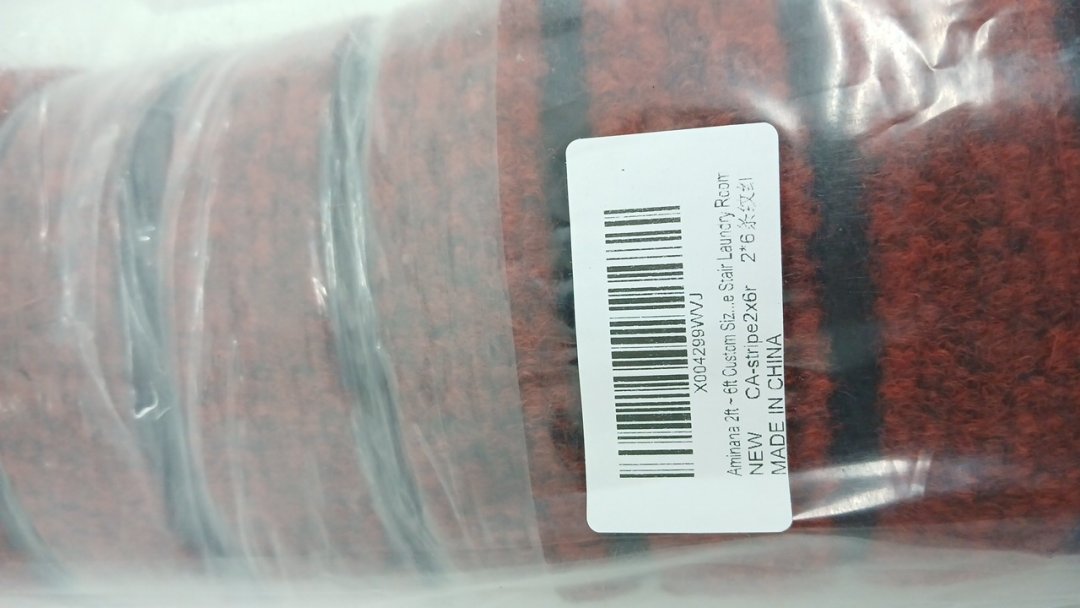 X004299WVJ
Aminana 2ft ~ 6ft Custom Siz...e Stair Laundry Room
NEW CA-stripe2x6r 2*6 条纹红
MADE IN CHINA